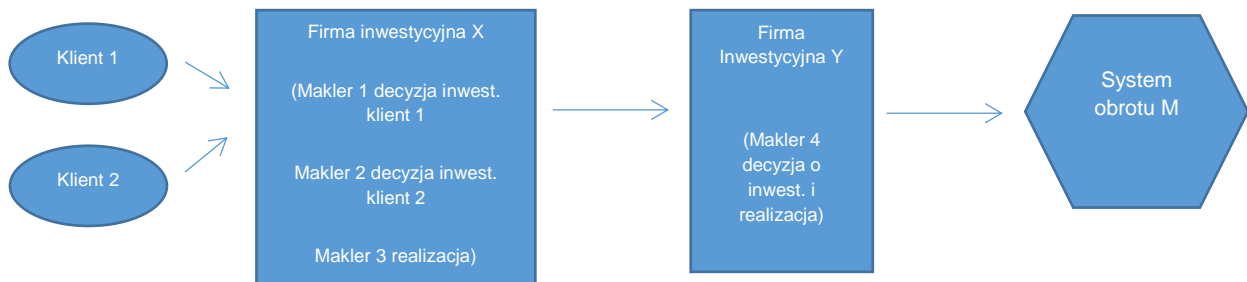 Klient 1
Klient 2
Firma inwestycyjna X
(Makler 1 decyzja inwest.
klient 1
Makler 2 decyzja inwest.
klient 2
Makler 3 realizacja)
Firma
Inwestycyjna Y
(Makler 4
decyzja o
inwest. i
realizacja)
System
obrotu M